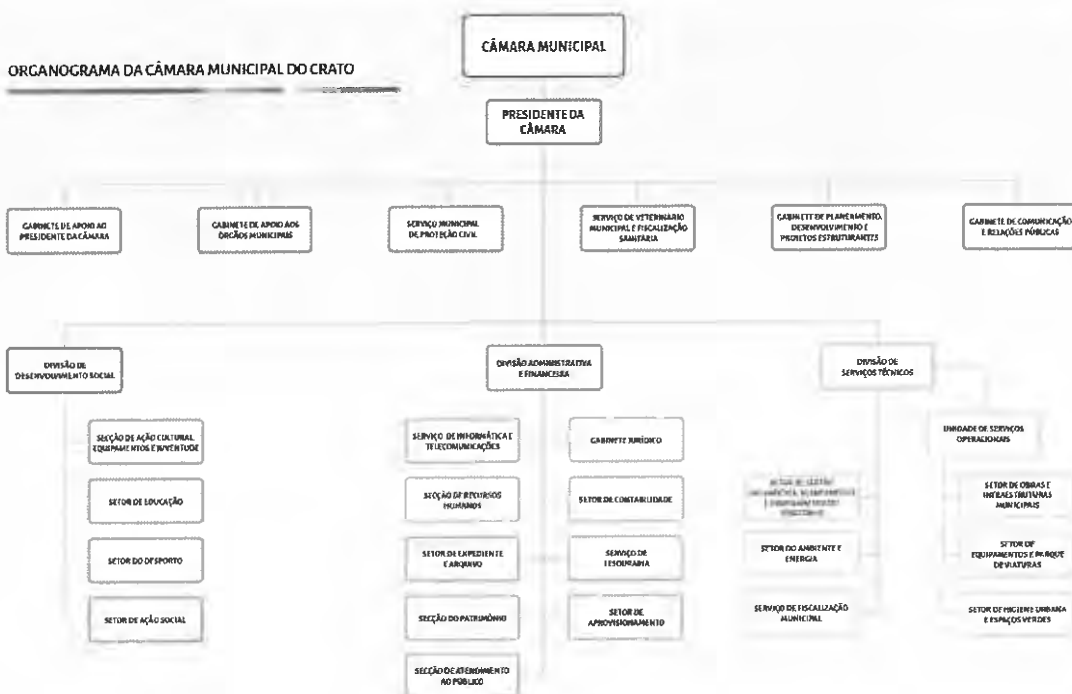 CÂMARA MUNICIPAL
ORGANOGRAMA DA CÂMARA MUNICIPAL DO CRATO
PRESIDENTE DA
CÂMARA
GABINETE DE APOIO AO
PRESIDENTE DA CÂMARA
GABINETE DE APOIO AOS
ÓRGÃOS MUNICIPAIS
SERVIÇO MUNICIPAL
DE PROTEÇÃO CIVIL
SERVIÇO DE VETERINÁRIO
MUNICIPAL E FISCALIZAÇÃO
SANITÁRIA
GABINETE DE PLANEAMENTO,
DESENVOLVIMENTO E
PROJETOS ESTRUTURANTES
GABINETE DE COMUNICAÇÃO
E RELAÇÕES PÚBLICAS
DIVISÃO DE
DESENVOLVIMENTO SOCIAL
DIVISÃO ADMINISTRATIVA
E FINANCEIRA
DIVISÃO DE
SERVIÇOS TÉCNICOS
SECÇÃO DE AÇÃO CULTURAL
EQUIPAMENTOS E JUVENTUDE
SETOR DE EDUCAÇÃO
SETOR DO DESPORTO
SETOR DE AÇÃO SOCIAL
SERVIÇO DE INFORMÁTICA E
TELECOMUNICAÇÕES
SECÇÃO DE RECURSOS
HUMANOS
SETOR DE EXPEDIENTE
E ARQUIVO
SECÇÃO DO PATRIMÓNIO
SECÇÃO DE ATENDIMENTO
AO PÚBLICO
GABINETE JURÍDICO
SETOR DE CONTABILIDADE
SERVIÇO DE
TESOURARIA
SETOR DE
APROVISIONAMENTO
SETOR DE GESTÃO
SETOR DO AMBIENTE E
ENERGIA
SERVIÇO DE FISCALIZAÇÃO
MUNICIPAL
UNIDADE DE SERVIÇOS
OPERACIONAIS
SETOR DE OBRAS E
INFRAESTRUTURAS
MUNICIPAIS
SETOR DE
EQUIPAMENTOS E PARQUE
DE VIATURAS
SETOR DE HIGIENE URBANA
E ESPAÇOS VERDES